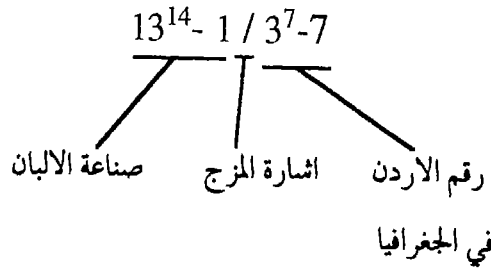 13¹⁴- 1 / 3⁷-7
صناعة الالبان
اشارة المزج
رقم الاردن
في الجغرافيا